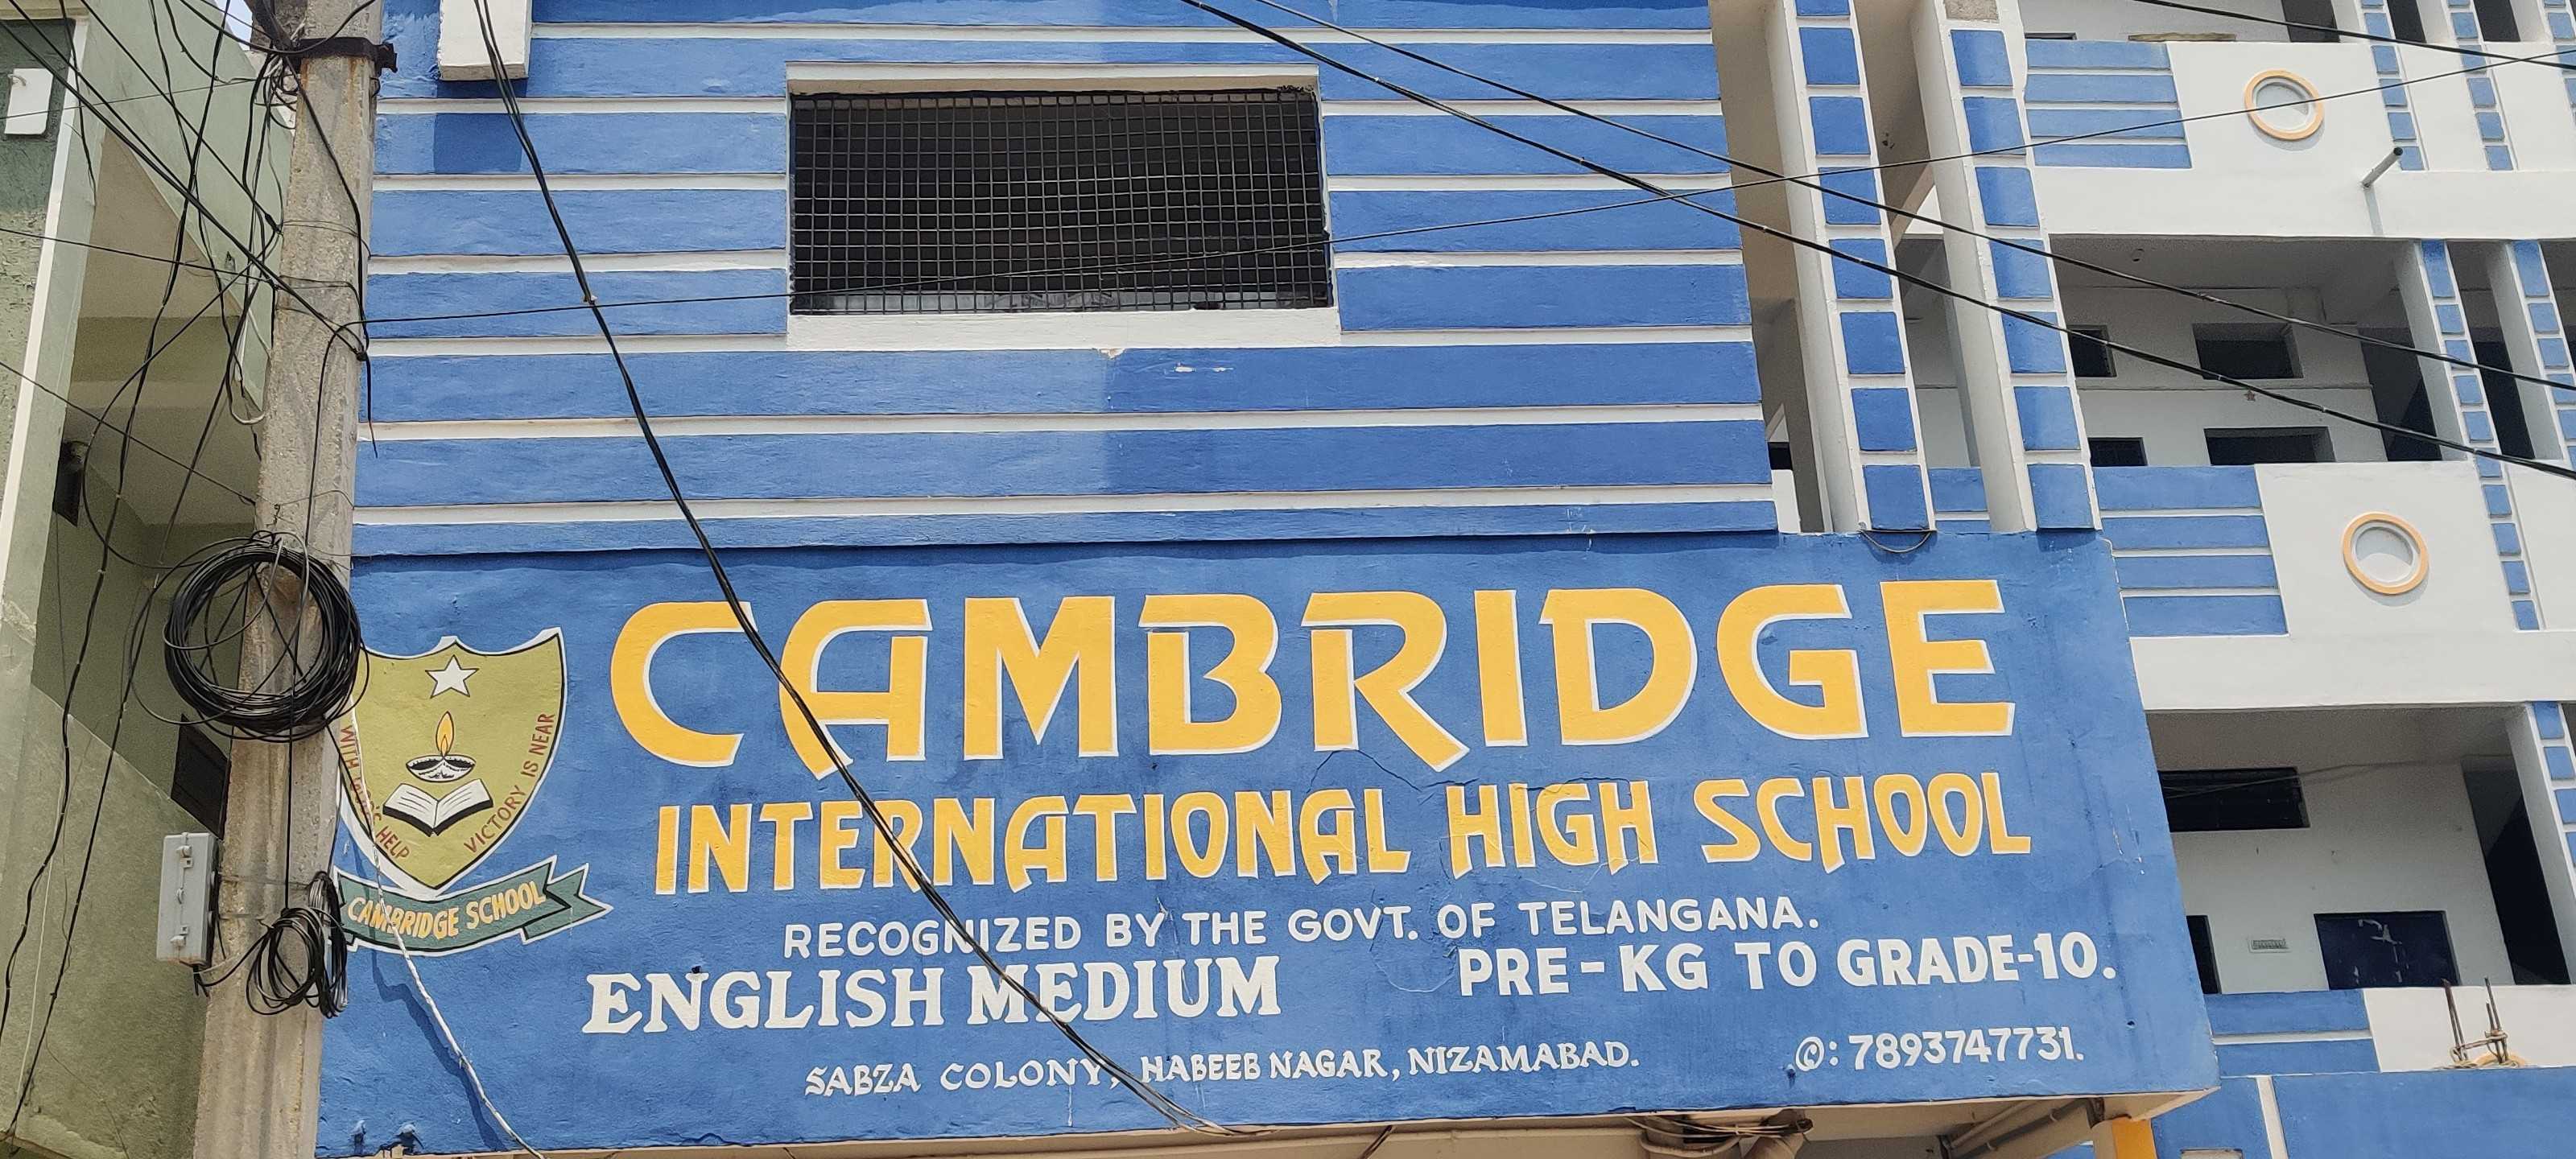 CAMBRIDGE
INTERNATIONAL HIGH SCHOOL
RECOGNIZED BY THE GOVT. OF TELANGANA.
ENGLISH MEDIUM
PRE-KG TO GRADE-10.
SABZA COLONY, HABEEB NAGAR, NIZAMABAD.
✆: 7893747731.
WITH HELP
VICTORY IS NEAR
CAMBRIDGE SCHOOL